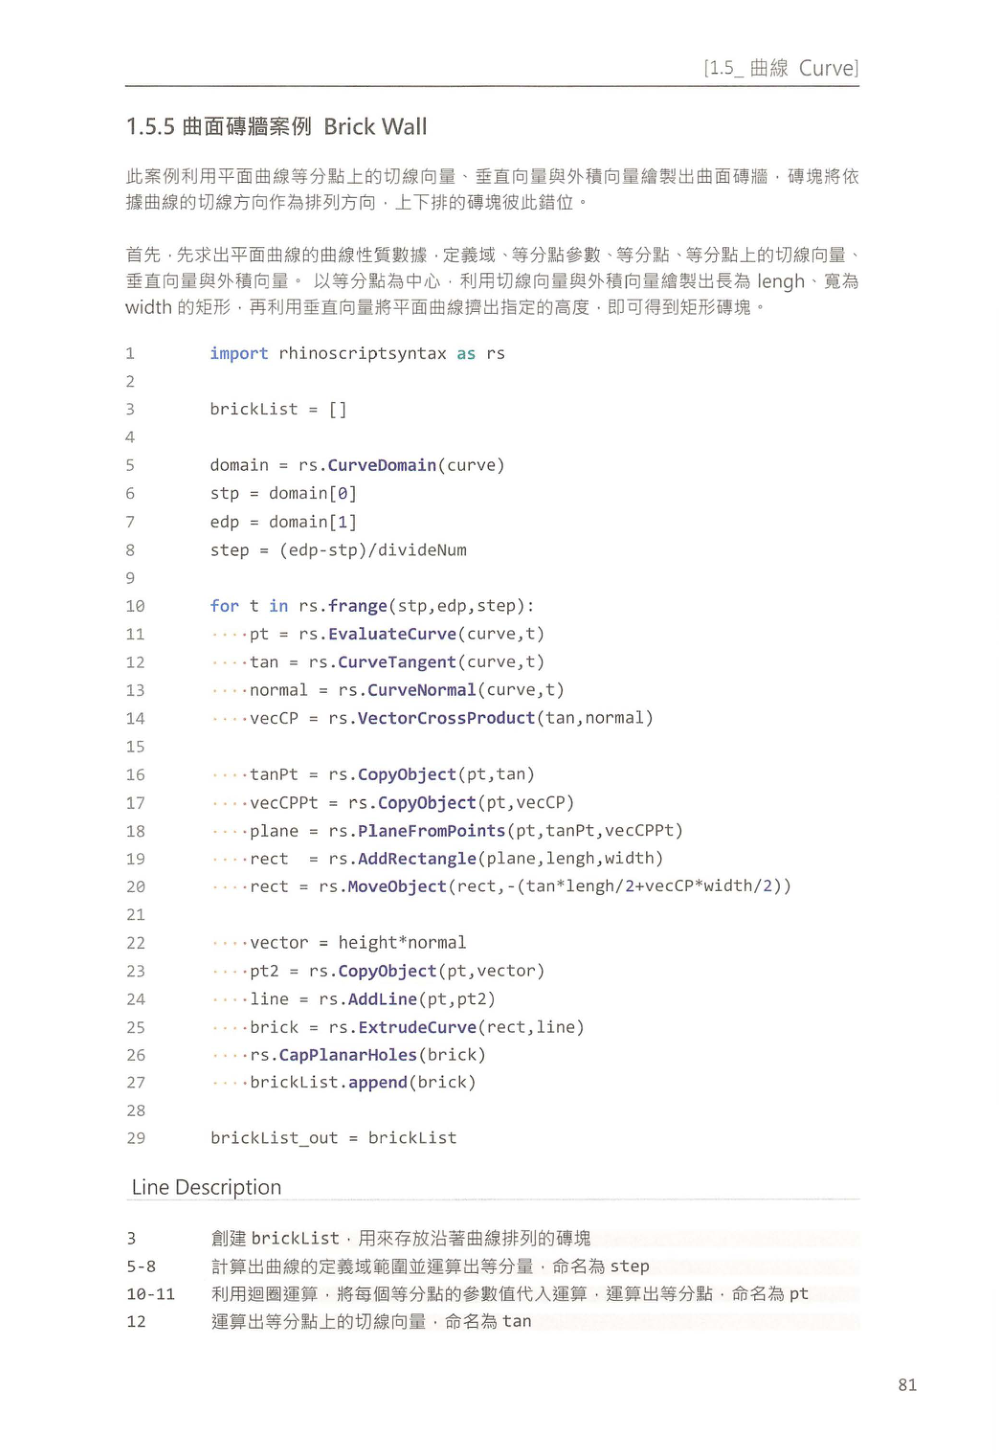 [1.5_ 曲線 Curve]
1.5.5 曲面磚牆案例 Brick Wall
此案例利用平面曲線等分點上的切線向量、垂直向量與外積向量繪製出曲面磚牆，磚塊將依
據曲線的切線方向作為排列方向，上下排的磚塊彼此錯位。
首先，先求出平面曲線的曲線性質數據，定義域、等分點參數、等分點、等分點上的切線向量、
垂直向量與外積向量。 以等分點為中心，利用切線向量與外積向量繪製出長為 lengh、寬為
width 的矩形，再利用垂直向量將平面曲線擠出指定的高度，即可得到矩形磚塊。
1 import rhinoscriptsyntax as rs
2
3 brickList = []
4
5 domain = rs.CurveDomain(curve)
6 stp = domain[0]
7 edp = domain[1]
8 step = (edp-stp)/divideNum
9
10 for t in rs.frange(stp,edp,step):
11 ····pt = rs.EvaluateCurve(curve,t)
12 ····tan = rs.CurveTangent(curve,t)
13 ····normal = rs.CurveNormal(curve,t)
14 ····vecCP = rs.VectorCrossProduct(tan,normal)
15
16 ····tanPt = rs.CopyObject(pt,tan)
17 ····vecCPPt = rs.CopyObject(pt,vecCP)
18 ····plane = rs.PlaneFromPoints(pt,tanPt,vecCPPt)
19 ····rect  = rs.AddRectangle(plane,lengh,width)
20 ····rect = rs.MoveObject(rect,-(tan*lengh/2+vecCP*width/2))
21
22 ····vector = height*normal
23 ····pt2 = rs.CopyObject(pt,vector)
24 ····line = rs.AddLine(pt,pt2)
25 ····brick = rs.ExtrudeCurve(rect,line)
26 ····rs.CapPlanarHoles(brick)
27 ····brickList.append(brick)
28
29 brickList_out = brickList
Line Description
3 創建 brickList，用來存放沿著曲線排列的磚塊
5-8 計算出曲線的定義域範圍並運算出等分量，命名為 step
10-11 利用迴圈運算，將每個等分點的參數值代入運算，運算出等分點，命名為 pt
12 運算出等分點上的切線向量，命名為 tan
81